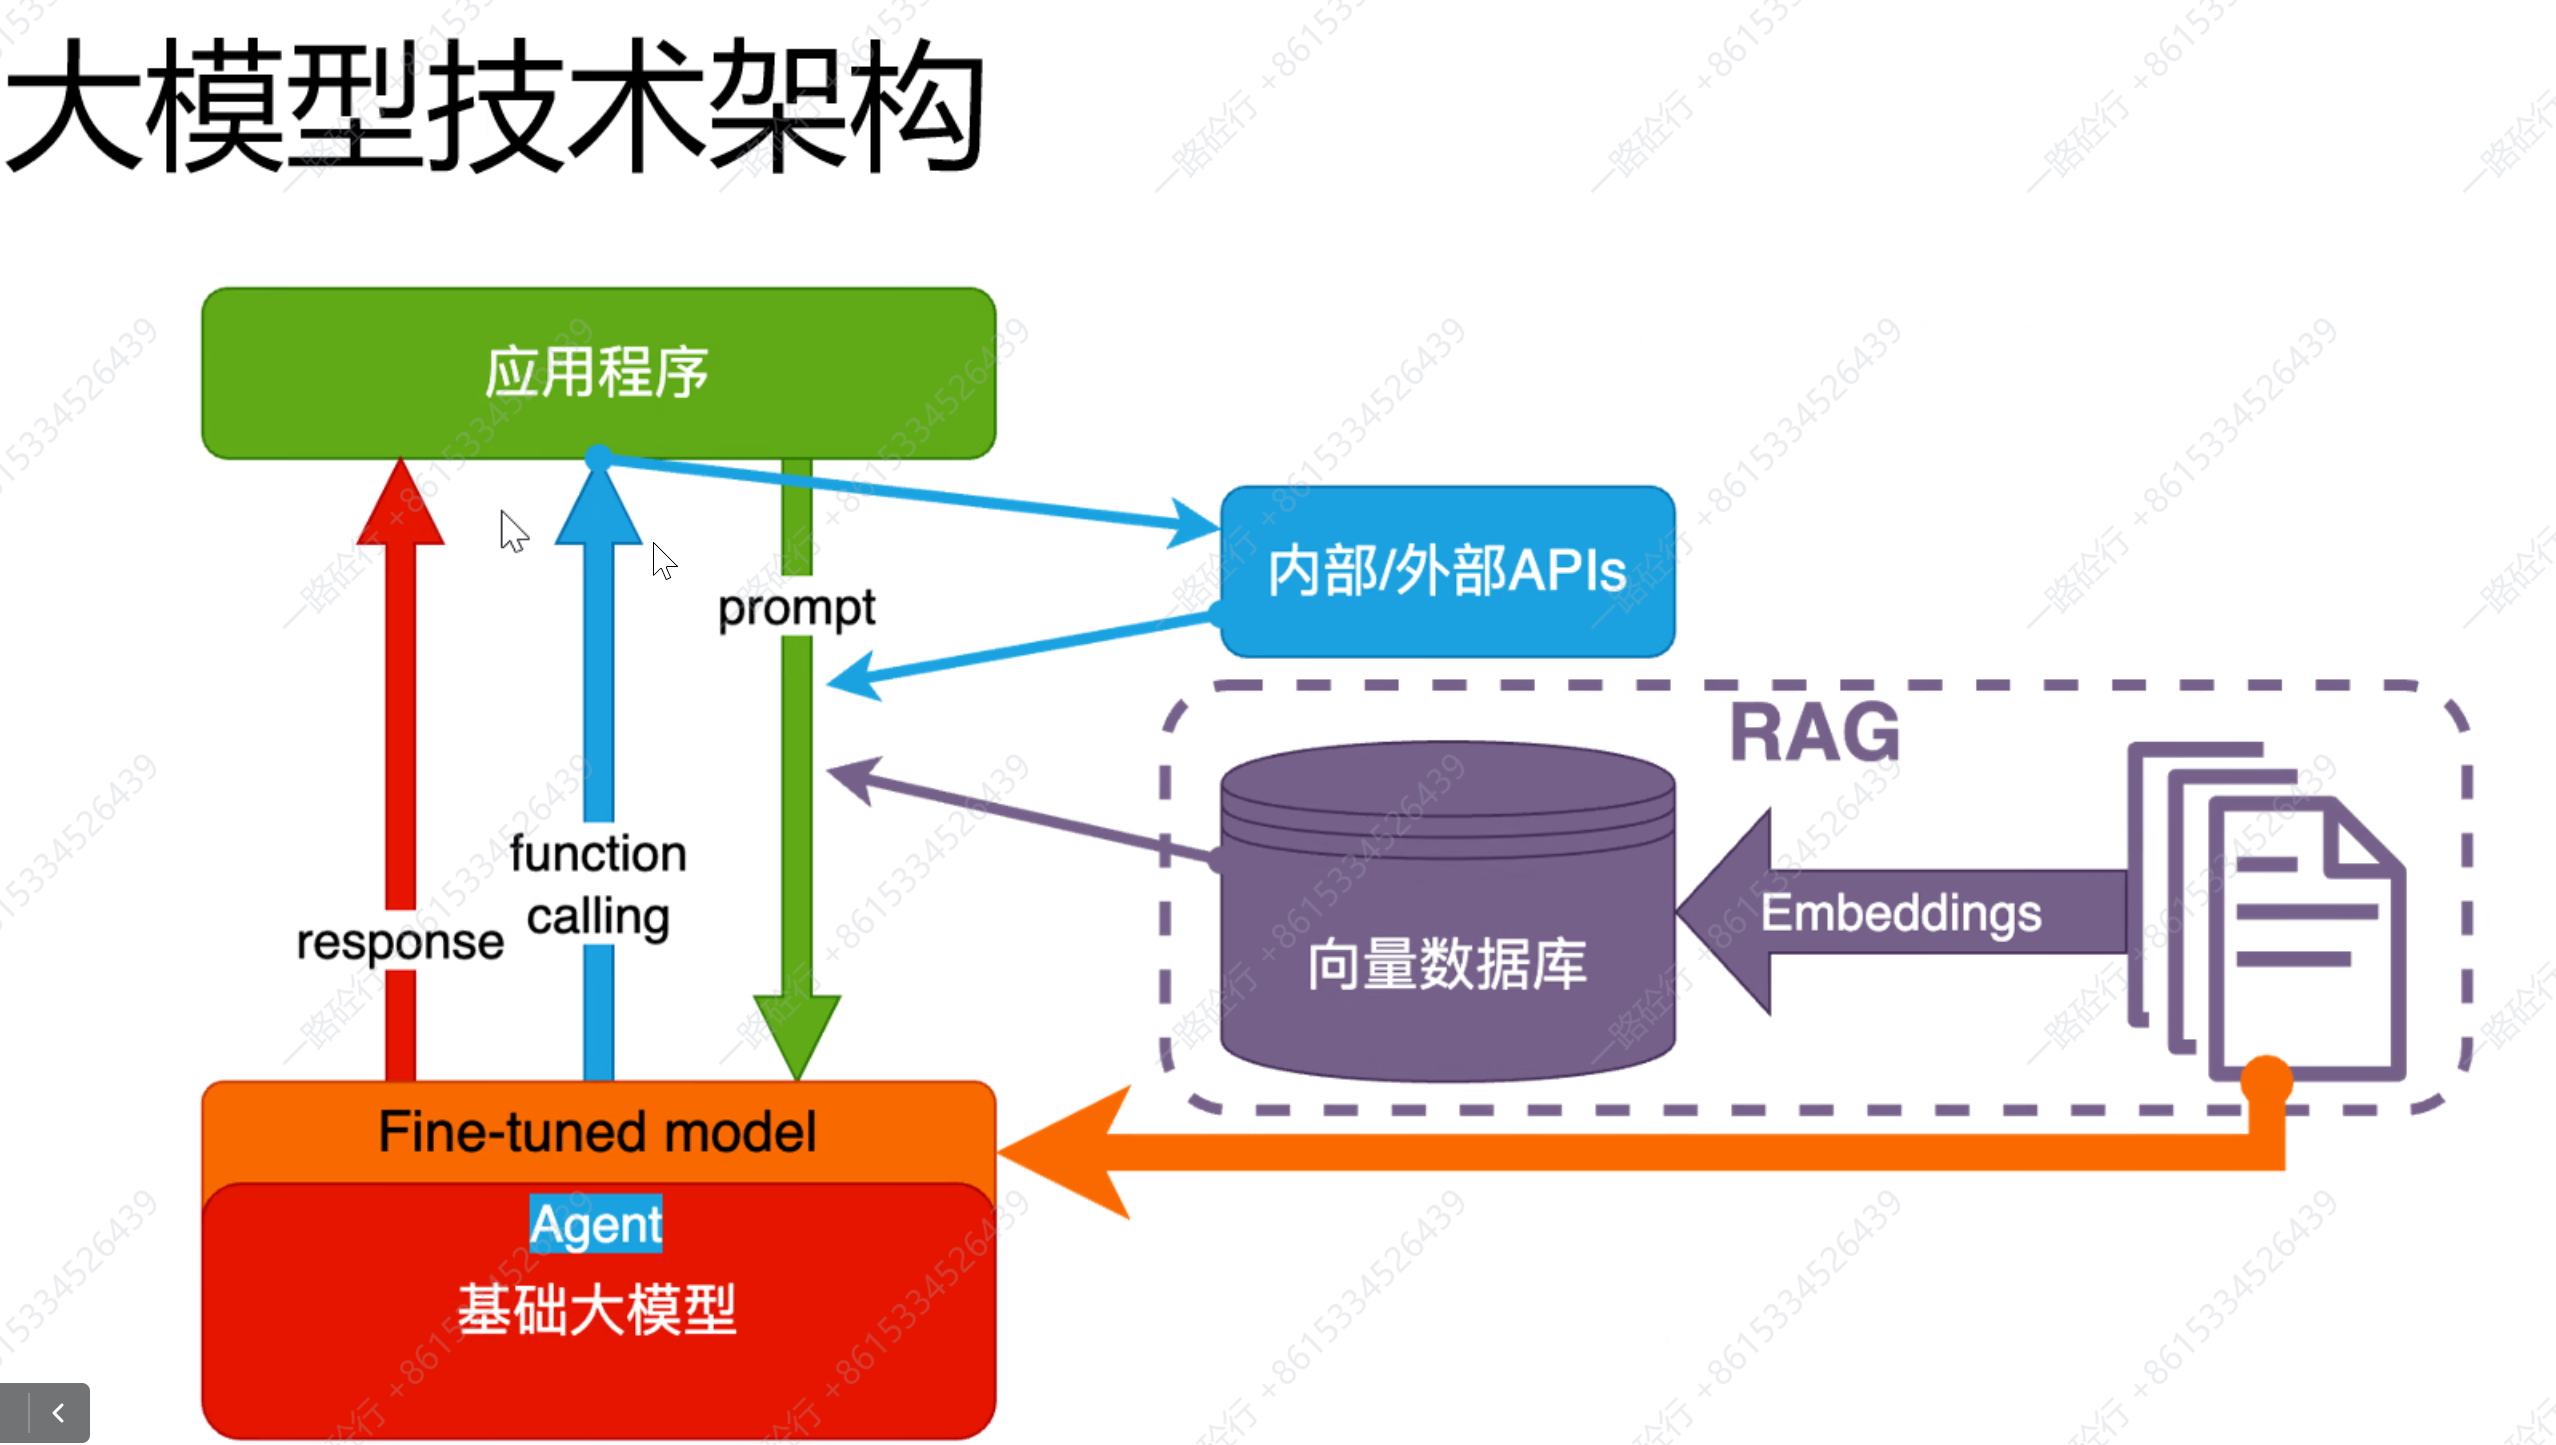 大模型技术架构
应用程序
内部/外部APIs
prompt
RAG
function
calling
response
Embeddings
向量数据库
Fine-tuned model
Agent
基础大模型
一路砼行 +8615334526439